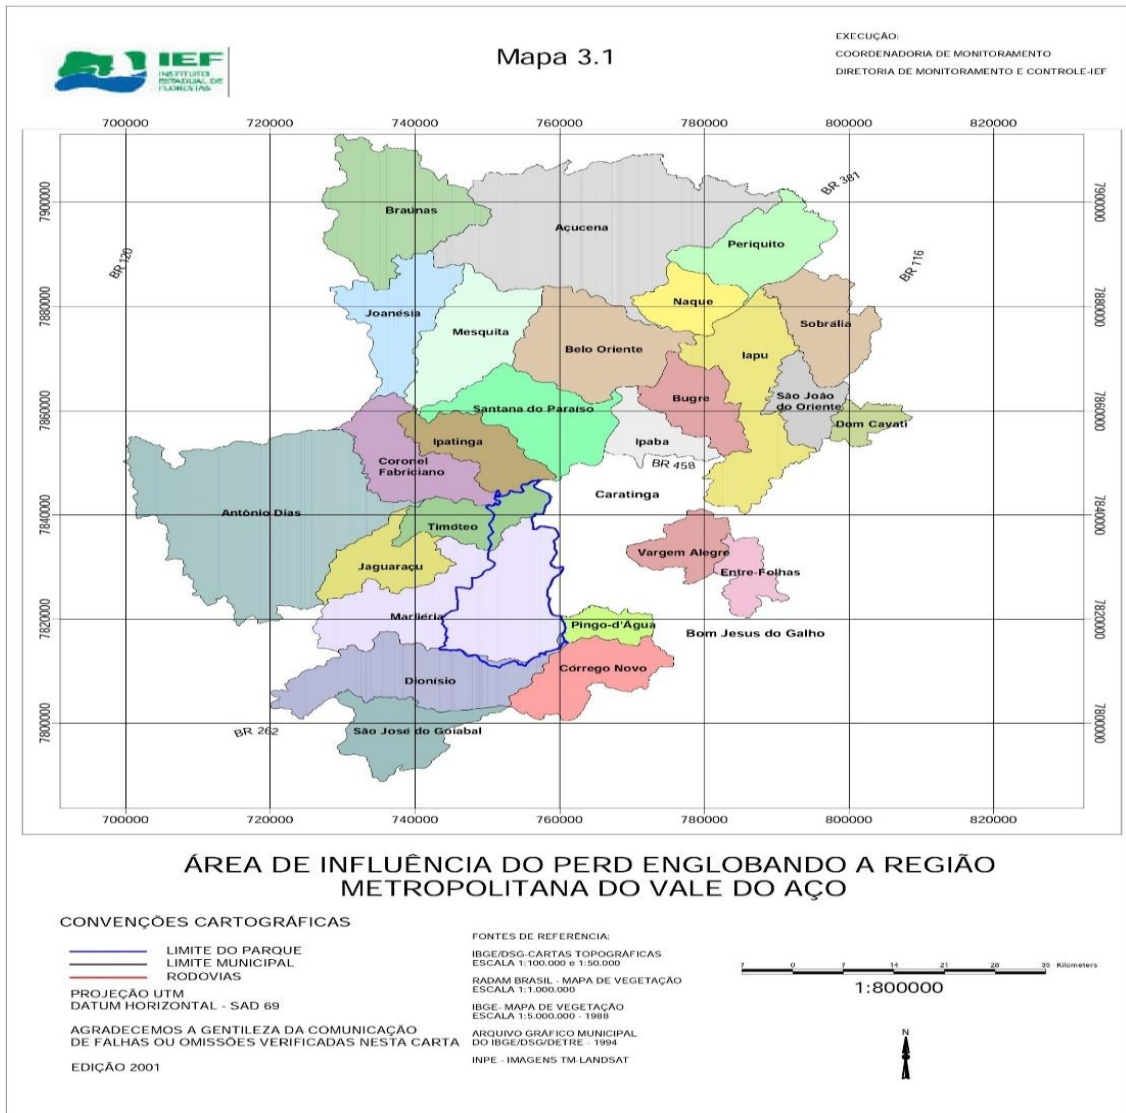 IEF
INSTITUTO
ESTADUAL DE
FLORESTAS
Mapa 3.1
EXECUÇÃO:
COORDENADORIA DE MONITORAMENTO
DIRETORIA DE MONITORAMENTO E CONTROLE-IEF
700000 720000 740000 760000 780000 800000 820000
7900000 7900000
7880000 7880000
7860000 7860000
7840000 7840000
7820000 7820000
7800000 7800000
BR 381
Braúnas
Açucena
Periquito
BR 120
BR 116
Naque
Joanésia
Sobrália
Mesquita
Belo Oriente
Iapu
Bugre
São João
do Oriente
Santana do Paraíso
Dom Cavati
Ipatinga
Ipaba
Coronel
Fabriciano
BR 458
Caratinga
Antônio Dias
Timóteo
Vargem Alegre
Jaguaraçu
Entre-Folhas
Marliéria
Pingo-d'Água
Bom Jesus do Galho
Córrego Novo
Dionísio
BR 262
São José do Goiabal
700000 720000 740000 760000 780000 800000 820000
ÁREA DE INFLUÊNCIA DO PERD ENGLOBANDO A REGIÃO
METROPOLITANA DO VALE DO AÇO
CONVENÇÕES CARTOGRÁFICAS
LIMITE DO PARQUE
LIMITE MUNICIPAL
RODOVIAS
PROJEÇÃO UTM
DATUM HORIZONTAL - SAD 69
AGRADECEMOS A GENTILEZA DA COMUNICAÇÃO
DE FALHAS OU OMISSÕES VERIFICADAS NESTA CARTA
EDIÇÃO 2001
FONTES DE REFERÊNCIA:
IBGE/DSG-CARTAS TOPOGRÁFICAS
ESCALA 1:100.000 e 1:50.000
RADAM BRASIL - MAPA DE VEGETAÇÃO
ESCALA 1:1.000.000
IBGE- MAPA DE VEGETAÇÃO
ESCALA 1:5.000.000 - 1988
ARQUIVO GRÁFICO MUNICIPAL
DO IBGE/DSG/DETRE - 1994
INPE - IMAGENS TM-LANDSAT
7 0 7 14 21 28 35 Kilometers
1:800000
N